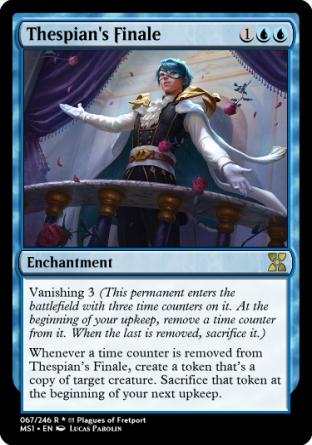 Thespian's Finale 1
Enchantment
Vanishing 3 (This permanent enters the
battlefield with three time counters on it. At the
beginning of your upkeep, remove a time counter
from it. When the last is removed, sacrifice it.)
Whenever a time counter is removed from
Thespian's Finale, create a token that's a
copy of target creature. Sacrifice that token at
the beginning of your next upkeep.
067/246 R * Plagues of Fretport
MSI • EN Lucas Parolin